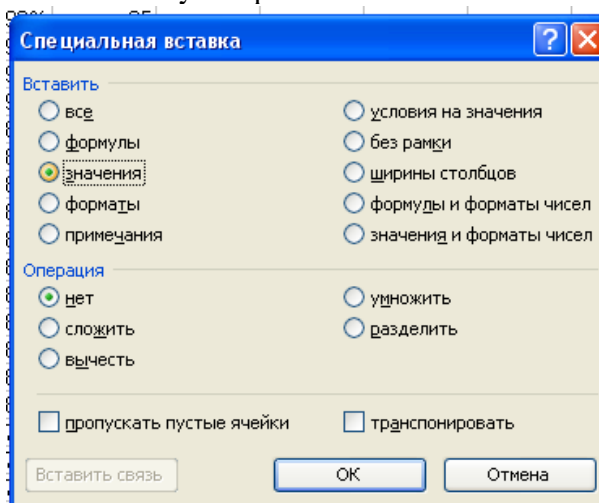 Специальная вставка
Вставить
все
условия на значения
формулы
без рамки
значения
ширины столбцов
форматы
формулы и форматы чисел
примечания
значения и форматы чисел
Операция
нет
умножить
сложить
разделить
вычесть
пропускать пустые ячейки
транспонировать
Вставить связь
ОК
Отмена